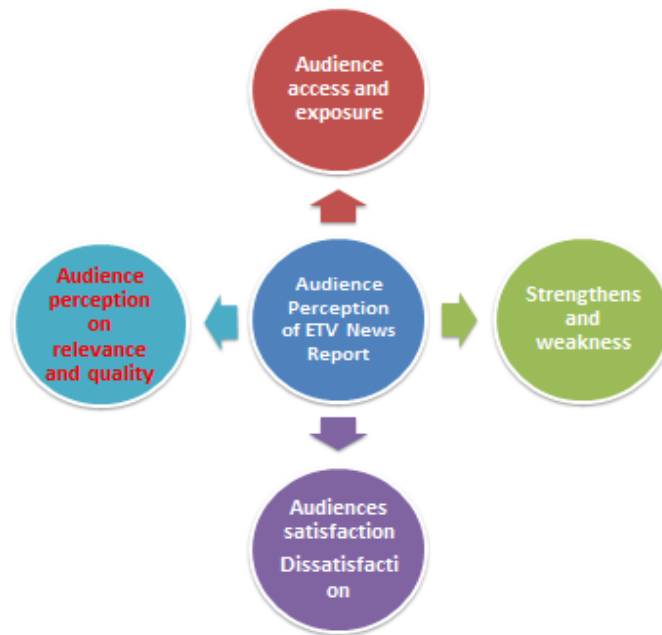 Audience
access and
exposure
Audience
perception
on
relevance
and quality
Audience
Perception
of ETV News
Report
Strengthens
and
weakness
Audiences
satisfaction
Dissatisfacti
on